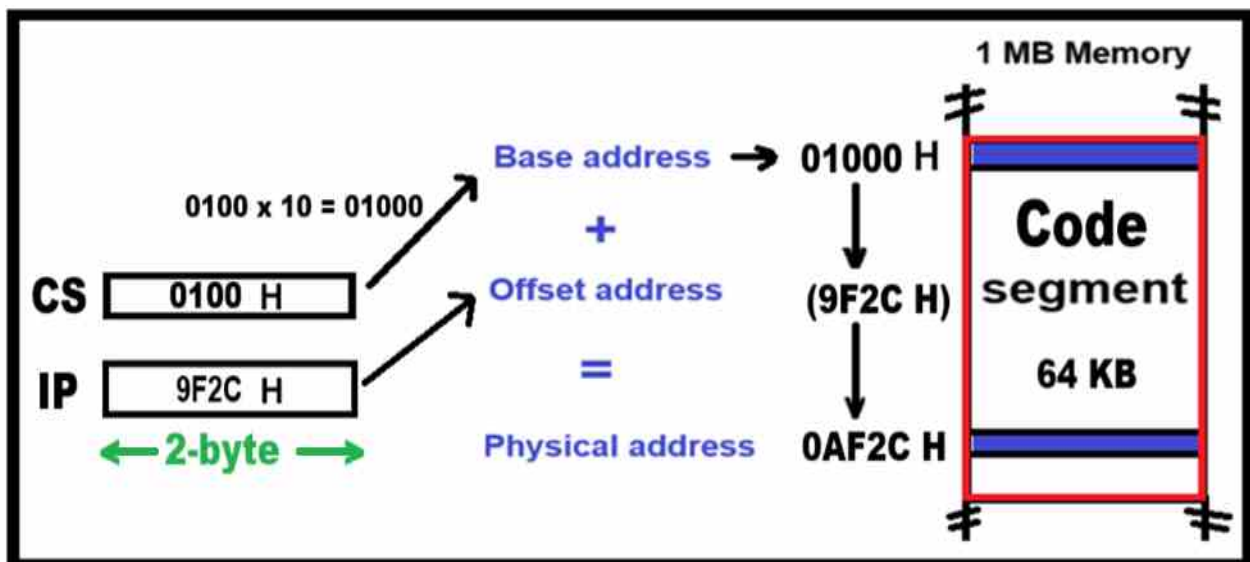 1 MB Memory
Base address
01000 H
0100 x 10 = 01000
+
Code
CS
0100 H
Offset address
(9F2C H)
segment
=
64 KB
IP
9F2C H
2-byte
Physical address
0AF2C H